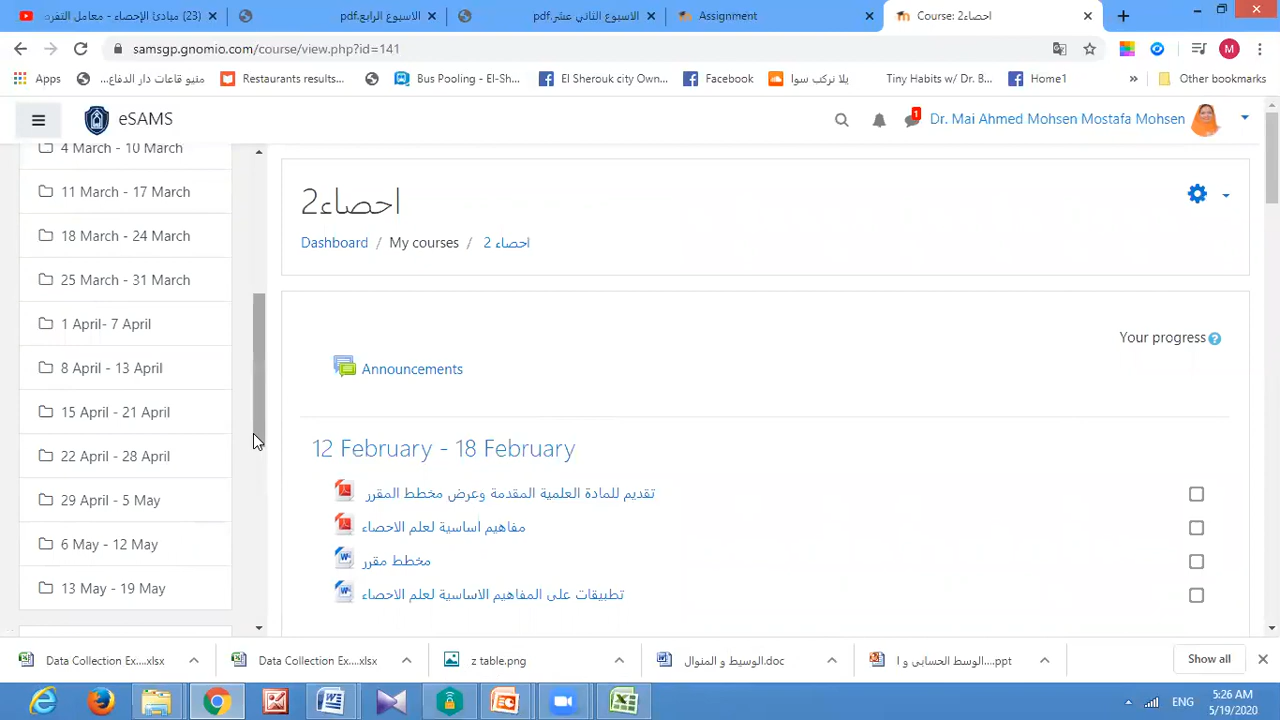 (23) مبادئ الإحصاء - معامل التفره
الاسبوع الرابع.pdf
الاسبوع الثاني عشر.pdf
Assignment
Course: احصاء2
samsgp.gnomio.com/course/view.php?id=141
M
Apps
منيو قاعات دار الدفاع...
Restaurants results...
Bus Pooling - El-Sh...
El Sherouk city Own...
Facebook
يلا نركب سوا
Tiny Habits w/ Dr. B...
Home1
»
Other bookmarks
eSAMS
1
Dr. Mai Ahmed Mohsen Mostafa Mohsen
4 March - 10 March
11 March - 17 March
18 March - 24 March
25 March - 31 March
1 April- 7 April
8 April - 13 April
15 April - 21 April
22 April - 28 April
29 April - 5 May
6 May - 12 May
13 May - 19 May
احصاء2
Dashboard / My courses / احصاء 2
Your progress
Announcements
12 February - 18 February
تقديم للمادة العلمية المقدمة وعرض مخطط المقرر
مفاهيم اساسية لعلم الاحصاء
مخطط مقرر
تطبيقات على المفاهيم الاساسية لعلم الاحصاء
Data Collection Ex....xlsx
Data Collection Ex....xlsx
z table.png
الوسيط و المنوال.doc
الوسط الحسابى و ا....ppt
Show all
ENG
5:26 AM
5/19/2020